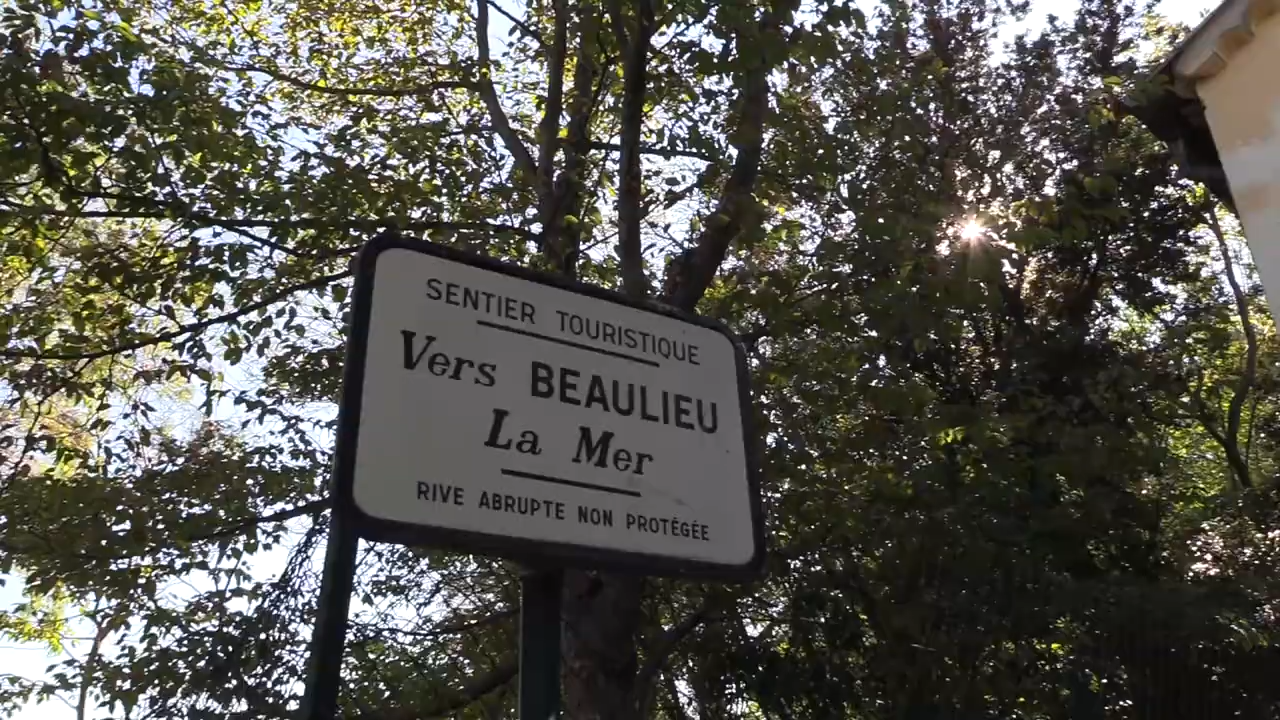 SENTIER TOURISTIQUE
Vers BEAULIEU
La Mer
RIVE ABRUPTE NON PROTÉGÉE